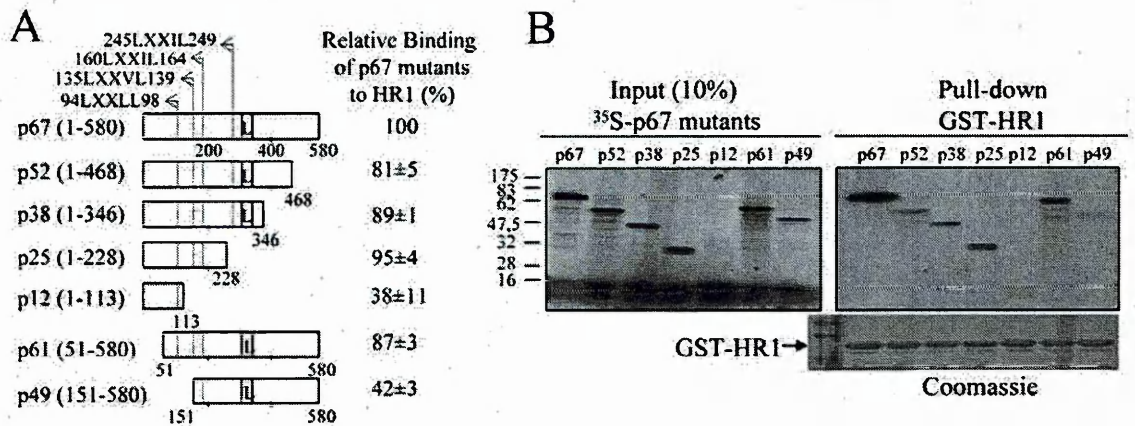 A
245LXXIL249
160LXXIL164
135LXXVL139
94LXXLL98
Relative Binding
of p67 mutants
to HR1 (%)
p67 (1-580)
L
200 400 580
100
p52 (1-468)
L
468
81±5
p38 (1-346)
L
346
89±1
p25 (1-228)
228
95±4
p12 (1-113)
113
38±11
p61 (51-580)
L
51 580
87±3
p49 (151-580)
L
151 580
42±3
B
Input (10%)
35S-p67 mutants
Pull-down
GST-HR1
p67 p52 p38 p25 p12 p61 p49
p67 p52 p38 p25 p12 p61 p49
175
83
62
47,5
32
28
16
GST-HR1
Coomassie